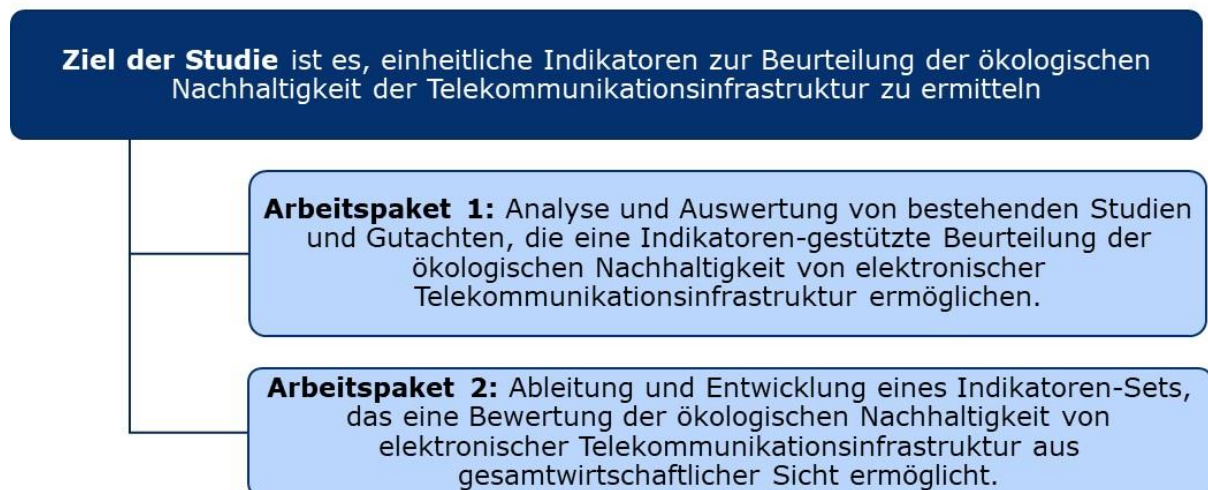 Ziel der Studie ist es, einheitliche Indikatoren zur Beurteilung der ökologischen
Nachhaltigkeit der Telekommunikationsinfrastruktur zu ermitteln
Arbeitspaket 1: Analyse und Auswertung von bestehenden Studien
und Gutachten, die eine Indikatoren-gestützte Beurteilung der
ökologischen Nachhaltigkeit von elektronischer
Telekommunikationsinfrastruktur ermöglichen.
Arbeitspaket 2: Ableitung und Entwicklung eines Indikatoren-Sets,
das eine Bewertung der ökologischen Nachhaltigkeit von
elektronischer Telekommunikationsinfrastruktur aus
gesamtwirtschaftlicher Sicht ermöglicht.